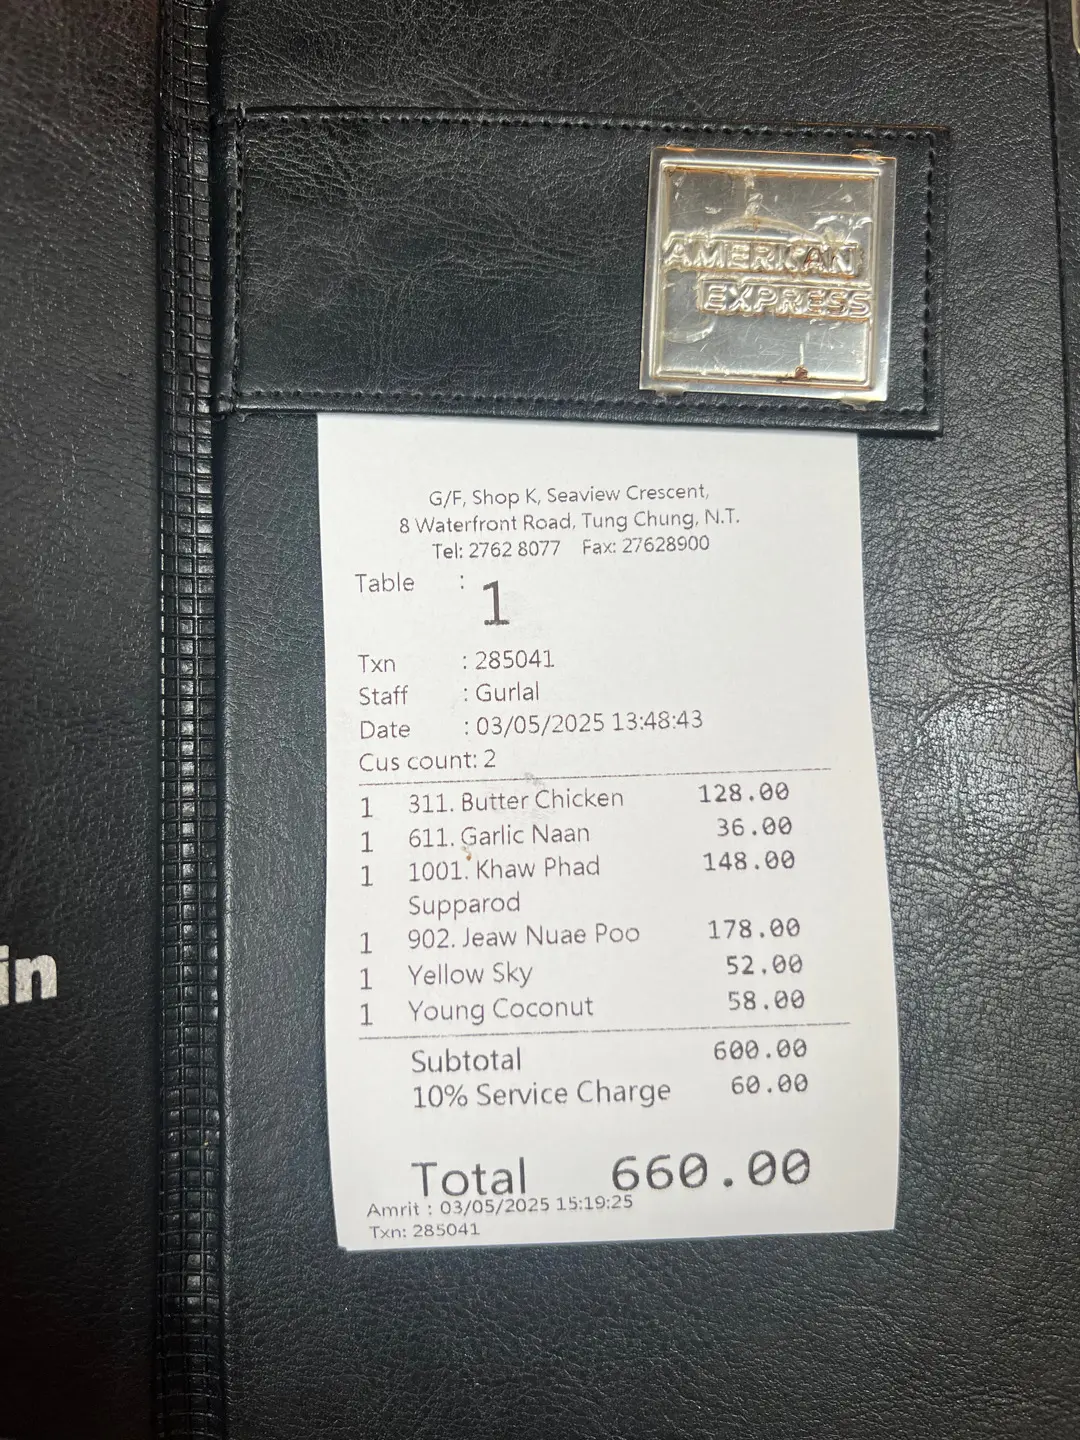 AMERICAN
EXPRESS
G/F, Shop K, Seaview Crescent,
8 Waterfront Road, Tung Chung, N.T.
Tel: 2762 8077 Fax: 27628900
Table : 1
Txn : 285041
Staff : Gurlal
Date : 03/05/2025 13:48:43
Cus count: 2
1 311. Butter Chicken 128.00
1 611. Garlic Naan 36.00
1 1001. Khaw Phad 148.00
Supparod
1 902. Jeaw Nuae Poo 178.00
1 Yellow Sky 52.00
1 Young Coconut 58.00
Subtotal 600.00
10% Service Charge 60.00
Total 660.00
Amrit : 03/05/2025 15:19:25
Txn: 285041
in